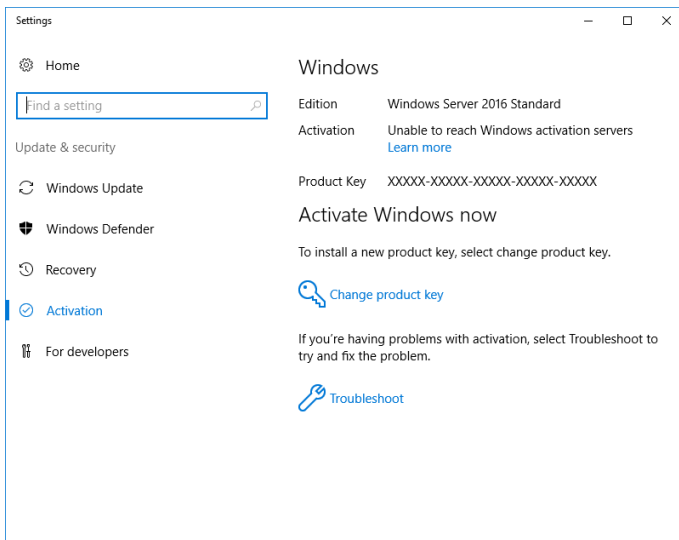 Settings
Home
Find a setting
Update & security
Windows Update
Windows Defender
Recovery
Activation
For developers
Windows
Edition Windows Server 2016 Standard
Activation Unable to reach Windows activation servers
Learn more
Product Key XXXXX-XXXXX-XXXXX-XXXXX-XXXXX
Activate Windows now
To install a new product key, select change product key.
Change product key
If you're having problems with activation, select Troubleshoot to
try and fix the problem.
Troubleshoot